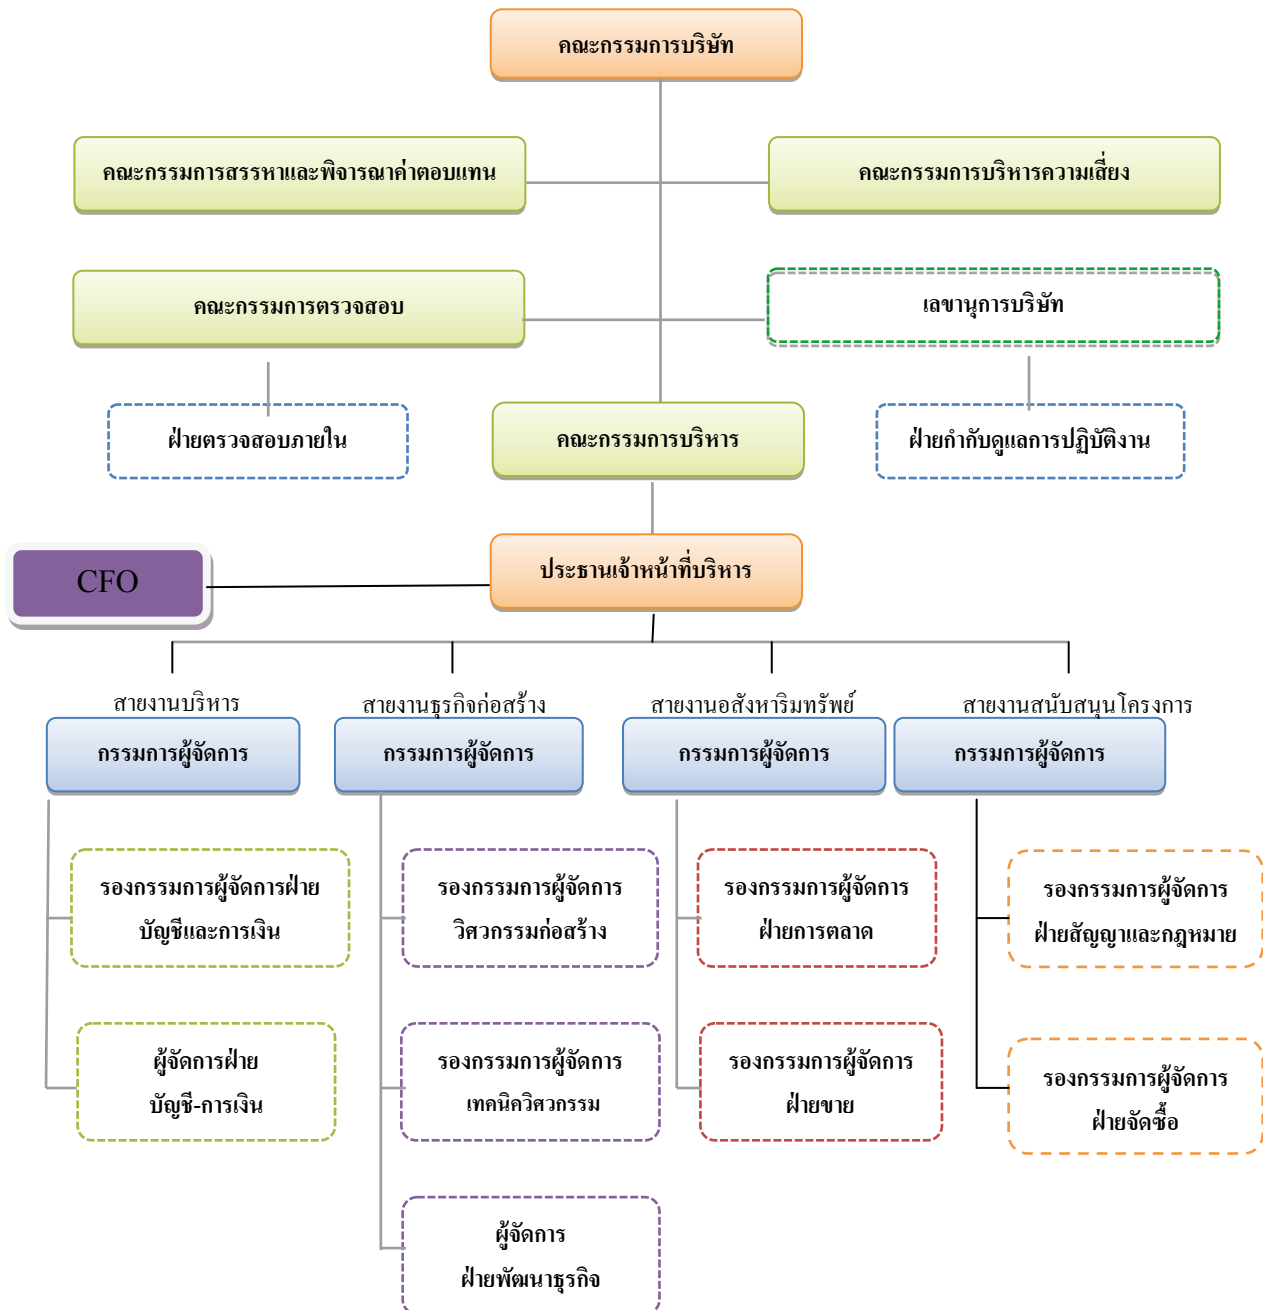 คณะกรรมการบริษัท
คณะกรรมการสรรหาและพิจารณาค่าตอบแทน
คณะกรรมการบริหารความเสี่ยง
คณะกรรมการตรวจสอบ
เลขานุการบริษัท
ฝ่ายตรวจสอบภายใน
คณะกรรมการบริหาร
ฝ่ายกำกับดูแลการปฏิบัติงาน
CFO
ประธานเจ้าหน้าที่บริหาร
สายงานบริหาร
กรรมการผู้จัดการ
รองกรรมการผู้จัดการฝ่าย
บัญชีและการเงิน
ผู้จัดการฝ่าย
บัญชี-การเงิน
สายงานธุรกิจก่อสร้าง
กรรมการผู้จัดการ
รองกรรมการผู้จัดการ
วิศวกรรมก่อสร้าง
รองกรรมการผู้จัดการ
เทคนิควิศวกรรม
ผู้จัดการ
ฝ่ายพัฒนาธุรกิจ
สายงานอสังหาริมทรัพย์
กรรมการผู้จัดการ
รองกรรมการผู้จัดการ
ฝ่ายการตลาด
รองกรรมการผู้จัดการ
ฝ่ายขาย
สายงานสนับสนุนโครงการ
กรรมการผู้จัดการ
รองกรรมการผู้จัดการ
ฝ่ายสัญญาและกฎหมาย
รองกรรมการผู้จัดการ
ฝ่ายจัดซื้อ